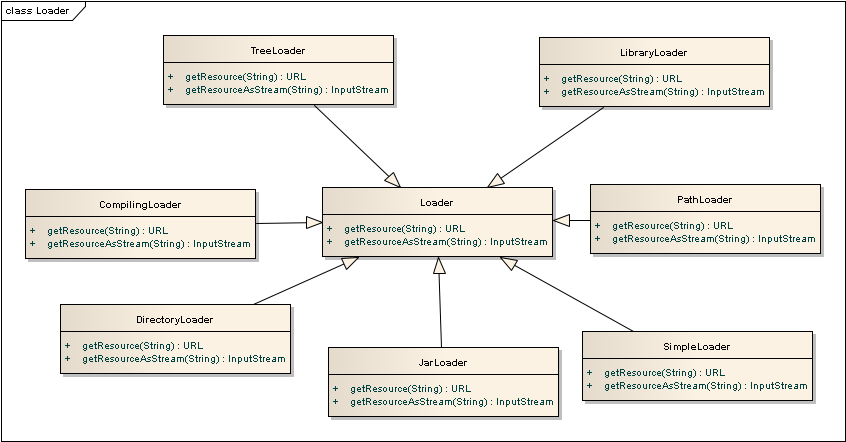 class Loader
TreeLoader
+ getResource(String) : URL
+ getResourceAsStream(String) : InputStream
LibraryLoader
+ getResource(String) : URL
+ getResourceAsStream(String) : InputStream
CompilingLoader
+ getResource(String) : URL
+ getResourceAsStream(String) : InputStream
Loader
+ getResource(String) : URL
+ getResourceAsStream(String) : InputStream
PathLoader
+ getResource(String) : URL
+ getResourceAsStream(String) : InputStream
DirectoryLoader
+ getResource(String) : URL
+ getResourceAsStream(String) : InputStream
JarLoader
+ getResource(String) : URL
+ getResourceAsStream(String) : InputStream
SimpleLoader
+ getResource(String) : URL
+ getResourceAsStream(String) : InputStream